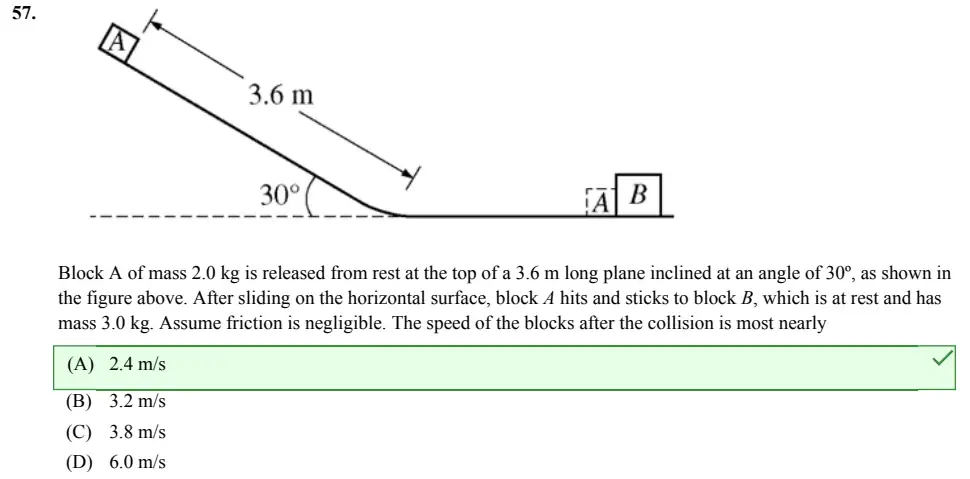 57.
A
3.6 m
30°
A B
Block A of mass 2.0 kg is released from rest at the top of a 3.6 m long plane inclined at an angle of 30º, as shown in
the figure above. After sliding on the horizontal surface, block A hits and sticks to block B, which is at rest and has
mass 3.0 kg. Assume friction is negligible. The speed of the blocks after the collision is most nearly
(A) 2.4 m/s
(B) 3.2 m/s
(C) 3.8 m/s
(D) 6.0 m/s